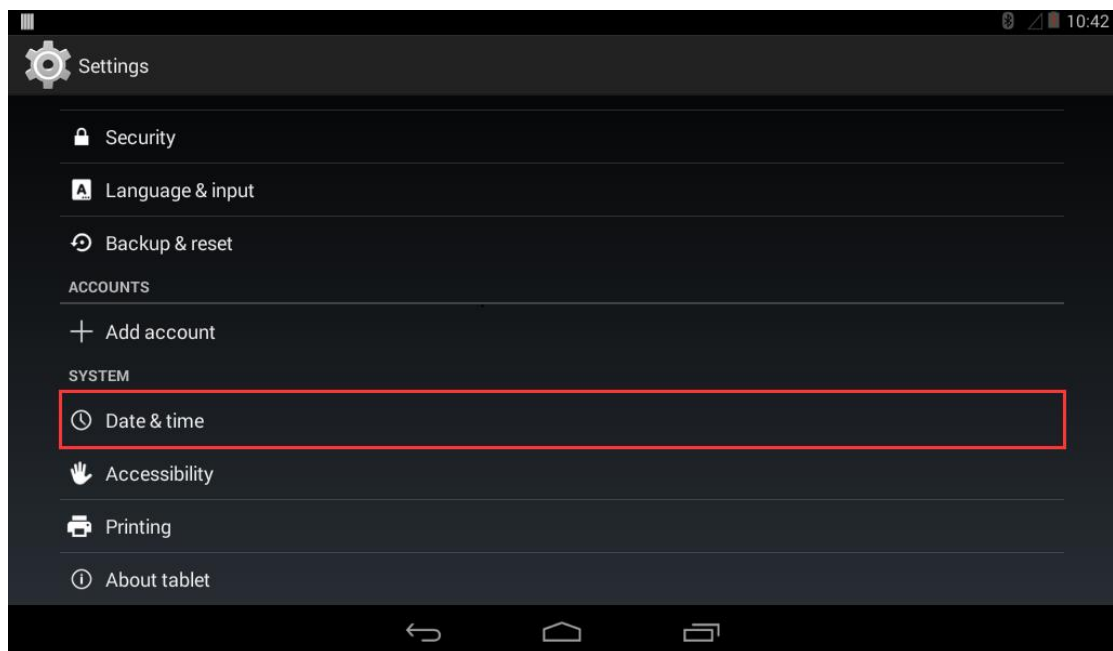 10:42
Settings
Security
Language & input
Backup & reset
ACCOUNTS
Add account
SYSTEM
Date & time
Accessibility
Printing
About tablet